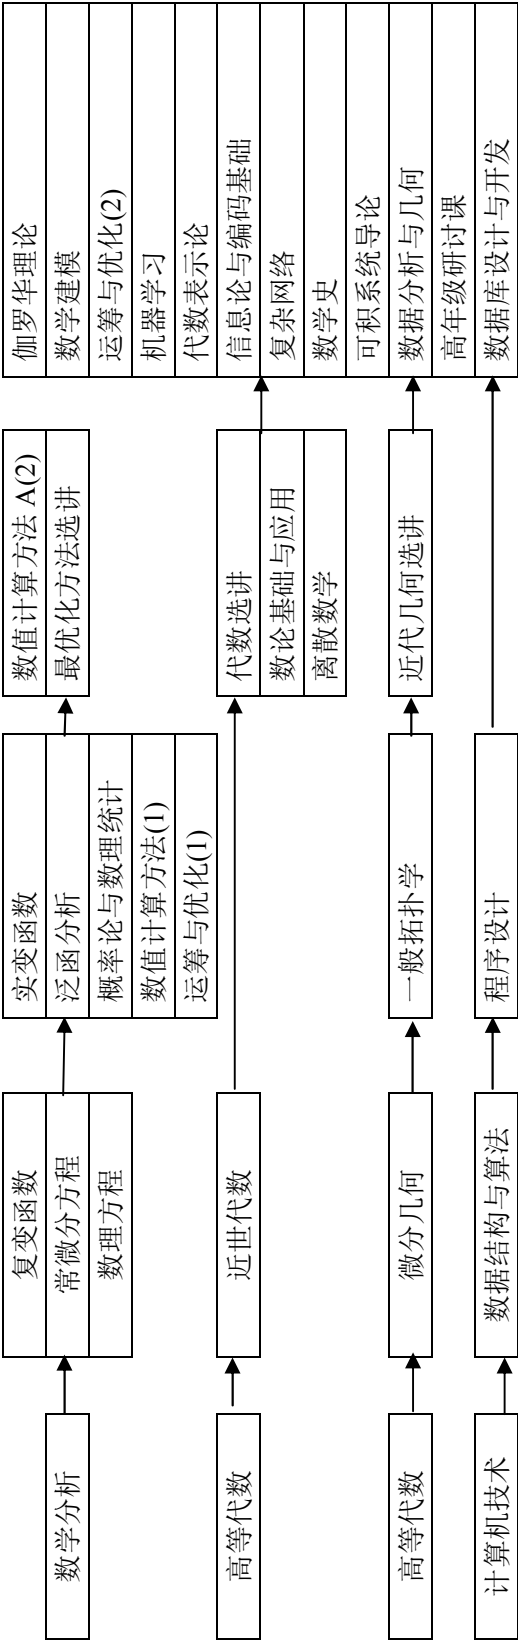 数学分析
高等代数
高等代数
计算机技术
复变函数
常微分方程
数理方程
近世代数
微分几何
数据结构与算法
实变函数
泛函分析
概率论与数理统计
数值计算方法(1)
运筹与优化(1)
一般拓扑学
程序设计
数值计算方法 A(2)
最优化方法选讲
代数选讲
数论基础与应用
离散数学
近代几何选讲
伽罗华理论
数学建模
运筹与优化(2)
机器学习
代数表示论
信息论与编码基础
复杂网络
数学史
可积系统导论
数据分析与几何
高年级研讨课
数据库设计与开发